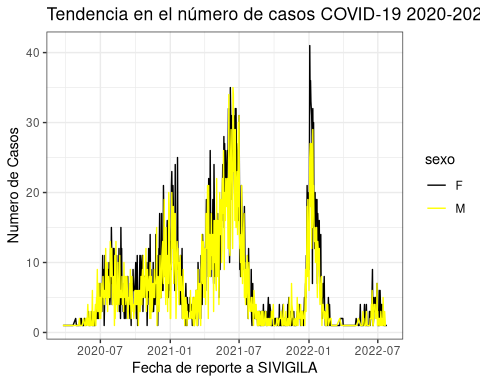 Tendencia en el número de casos COVID-19 2020-202
40
30
20
10
0
Numero de Casos
2020-07 2021-01 2021-07 2022-01 2022-07
Fecha de reporte a SIVIGILA
sexo
F
M